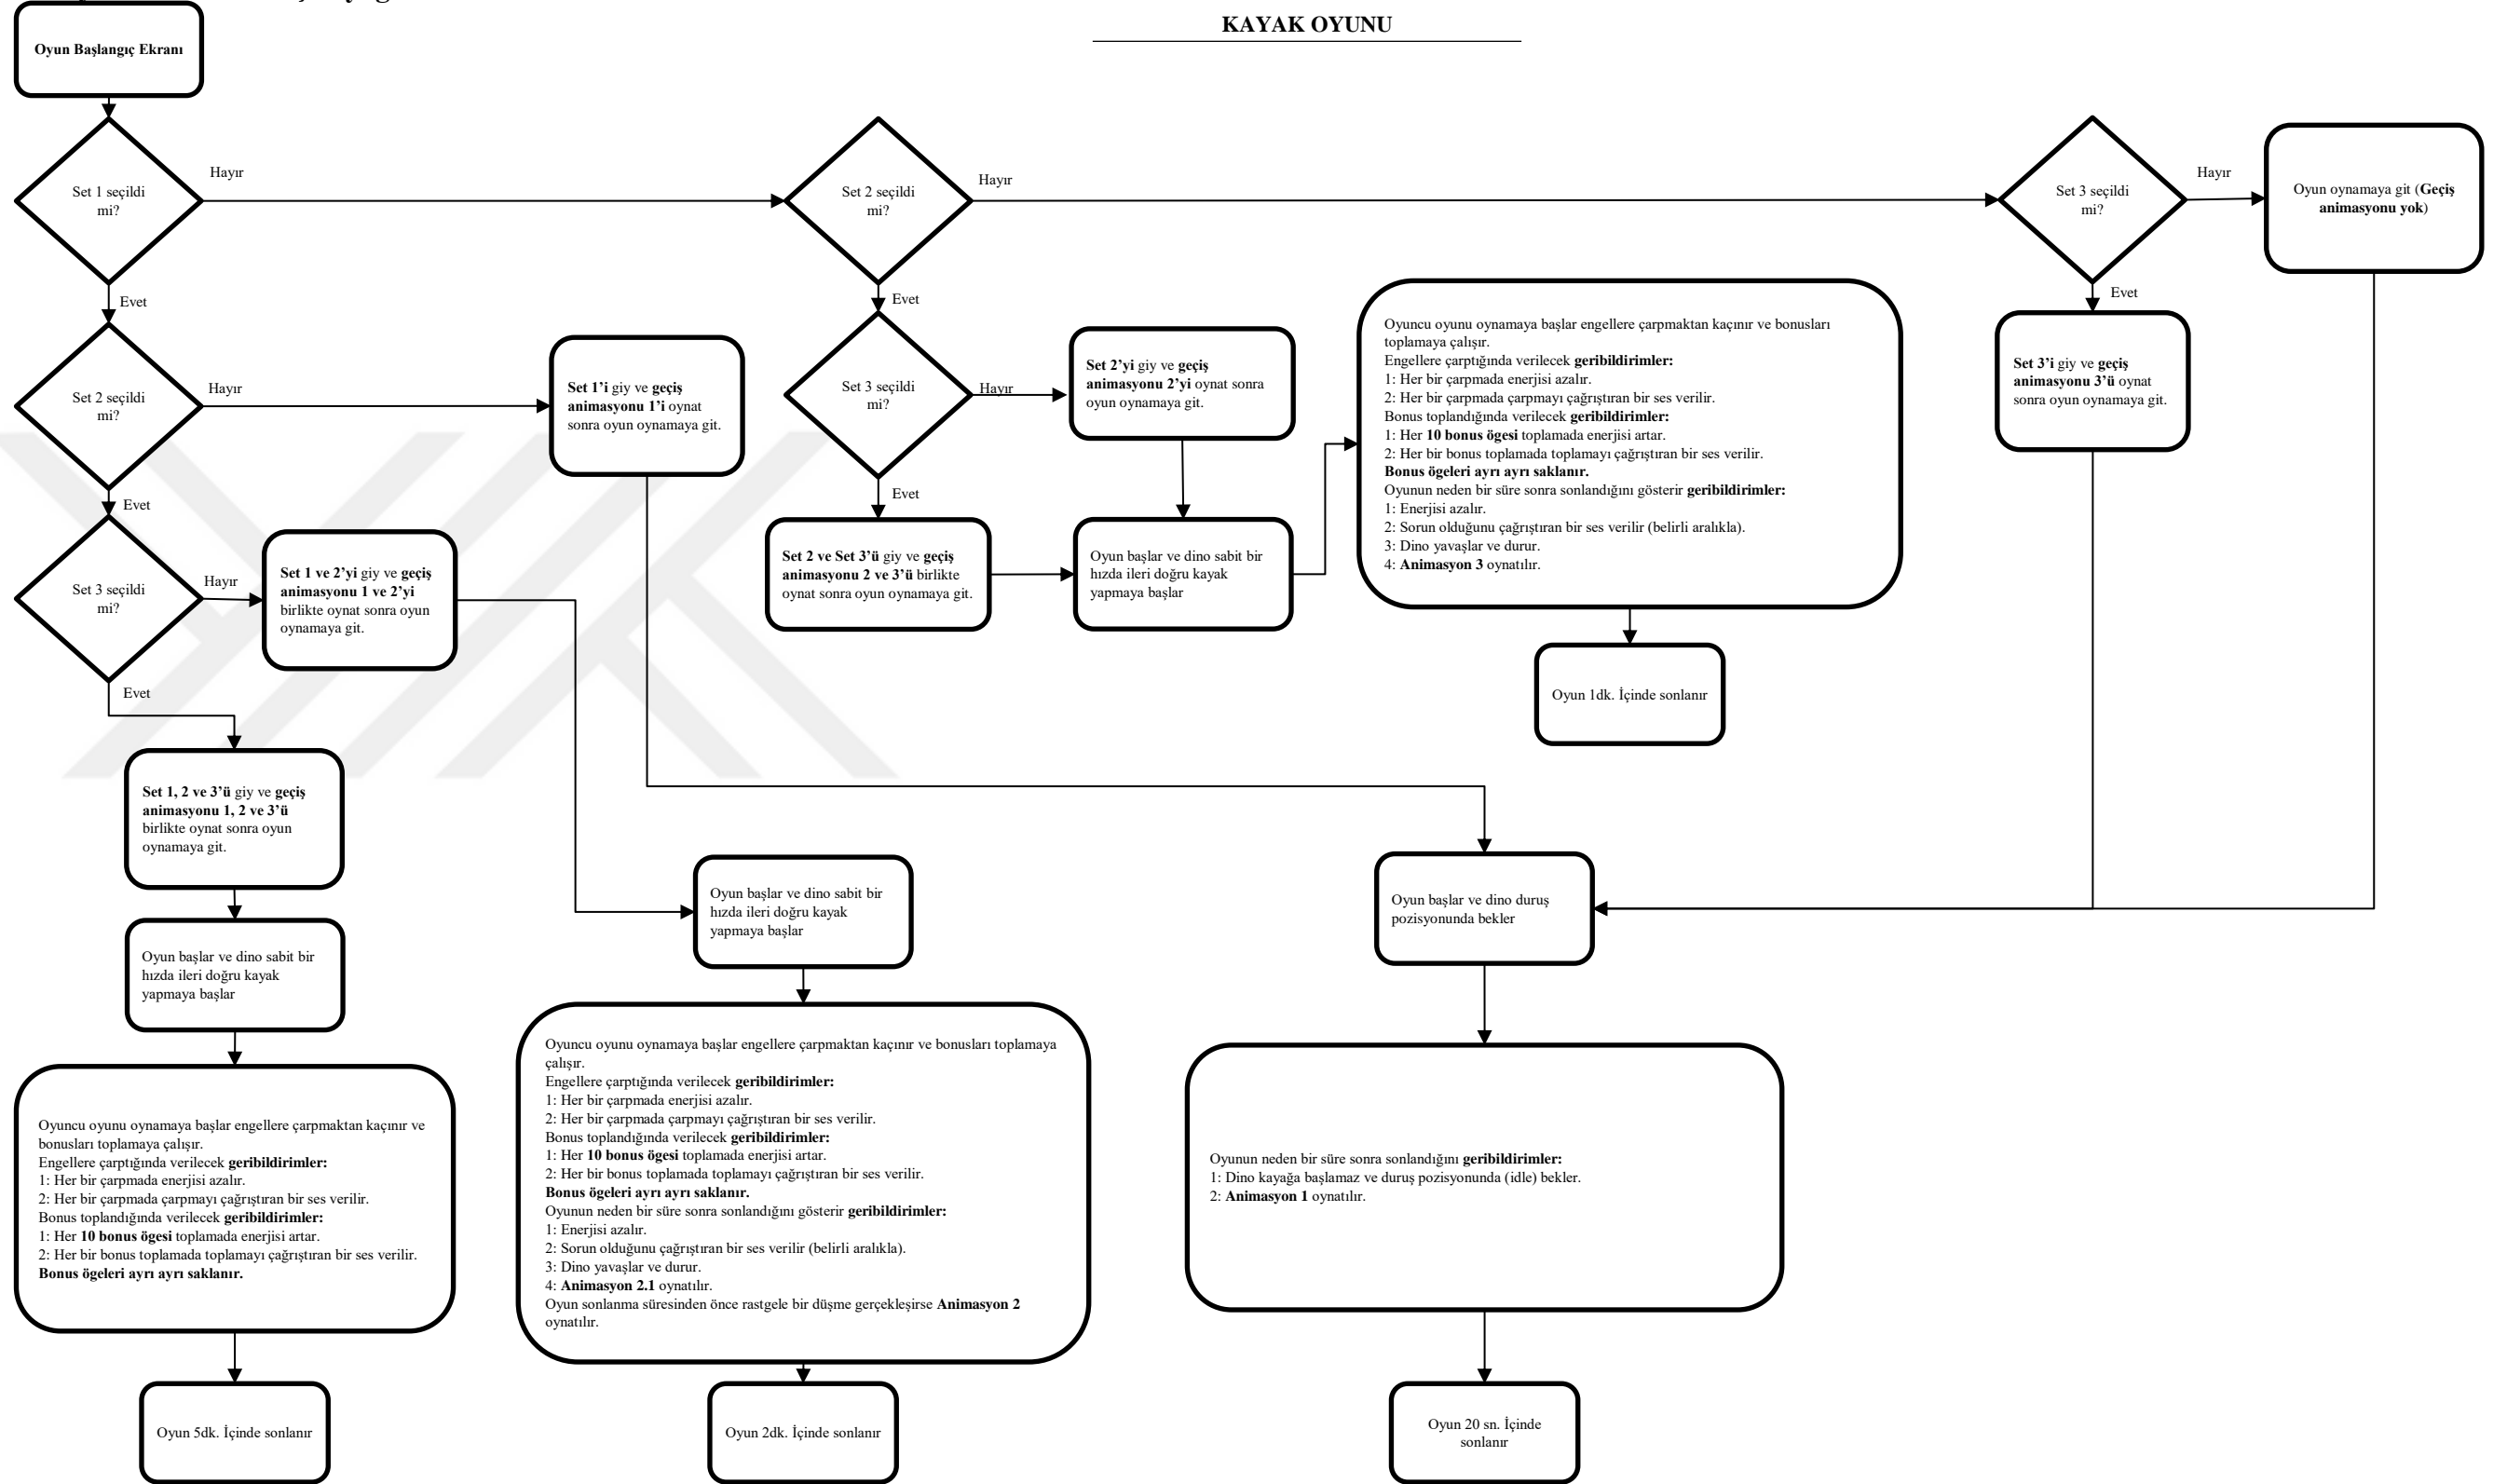 KAYAK OYUNU
Oyun Başlangıç Ekranı
Set 1 seçildi
mi?
Hayır
Set 2 seçildi
mi?
Hayır
Set 3 seçildi
mi?
Hayır
Oyun oynamaya git (Geçiş
animasyonu yok)
Evet
Evet
Evet
Set 2 seçildi
mi?
Hayır
Set 1'i giy ve geçiş
animasyonu 1'i oynat
sonra oyun oynamaya git.
Set 3 seçildi
mi?
Hayır
Set 2'yi giy ve geçiş
animasyonu 2'yi oynat sonra
oyun oynamaya git.
Oyuncu oyunu oynamaya başlar engellere çarpmaktan kaçınır ve bonusları
toplamaya çalışır.
Engellere çarptığında verilecek geribildirimler:
1: Her bir çarpmada enerjisi azalır.
2: Her bir çarpmada çarpmayı çağrıştıran bir ses verilir.
Bonus toplandığında verilecek geribildirimler:
1: Her 10 bonus ögesi toplamada enerjisi artar.
2: Her bir bonus toplamada toplamayı çağrıştıran bir ses verilir.
Bonus ögeleri ayrı ayrı saklanır.
Oyunun neden bir süre sonra sonlandığını gösterir geribildirimler:
1: Enerjisi azalır.
2: Sorun olduğunu çağrıştıran bir ses verilir (belirli aralıkla).
3: Dino yavaşlar ve durur.
4: Animasyon 3 oynatılır.
Set 3'i giy ve geçiş
animasyonu 3'ü oynat
sonra oyun oynamaya git.
Evet
Evet
Set 3 seçildi
mi?
Hayır
Set 1 ve 2'yi giy ve geçiş
animasyonu 1 ve 2'yi
birlikte oynat sonra oyun
oynamaya git.
Set 2 ve Set 3'ü giy ve geçiş
animasyonu 2 ve 3'ü birlikte
oynat sonra oyun oynamaya git.
Oyun başlar ve dino sabit bir
hızda ileri doğru kayak
yapmaya başlar
Oyun 1dk. İçinde sonlanır
Evet
Set 1, 2 ve 3'ü giy ve geçiş
animasyonu 1, 2 ve 3'ü
birlikte oynat sonra oyun
oynamaya git.
Oyun başlar ve dino sabit bir
hızda ileri doğru kayak
yapmaya başlar
Oyun başlar ve dino duruş
pozisyonunda bekler
Oyun başlar ve dino sabit bir
hızda ileri doğru kayak
yapmaya başlar
Oyuncu oyunu oynamaya başlar engellere çarpmaktan kaçınır ve
bonusları toplamaya çalışır.
Engellere çarptığında verilecek geribildirimler:
1: Her bir çarpmada enerjisi azalır.
2: Her bir çarpmada çarpmayı çağrıştıran bir ses verilir.
Bonus toplandığında verilecek geribildirimler:
1: Her 10 bonus ögesi toplamada enerjisi artar.
2: Her bir bonus toplamada toplamayı çağrıştıran bir ses verilir.
Bonus ögeleri ayrı ayrı saklanır.
Oyuncu oyunu oynamaya başlar engellere çarpmaktan kaçınır ve bonusları toplamaya
çalışır.
Engellere çarptığında verilecek geribildirimler:
1: Her bir çarpmada enerjisi azalır.
2: Her bir çarpmada çarpmayı çağrıştıran bir ses verilir.
Bonus toplandığında verilecek geribildirimler:
1: Her 10 bonus ögesi toplamada enerjisi artar.
2: Her bir bonus toplamada toplamayı çağrıştıran bir ses verilir.
Bonus ögeleri ayrı ayrı saklanır.
Oyunun neden bir süre sonra sonlandığını gösterir geribildirimler:
1: Enerjisi azalır.
2: Sorun olduğunu çağrıştıran bir ses verilir (belirli aralıkla).
3: Dino yavaşlar ve durur.
4: Animasyon 2.1 oynatılır.
Oyun sonlanma süresinden önce rastgele bir düşme gerçekleşirse Animasyon 2
oynatılır.
Oyunun neden bir süre sonra sonlandığını geribildirimler:
1: Dino kayağa başlamaz ve duruş pozisyonunda (idle) bekler.
2: Animasyon 1 oynatılır.
Oyun 5dk. İçinde sonlanır
Oyun 2dk. İçinde sonlanır
Oyun 20 sn. İçinde
sonlanır